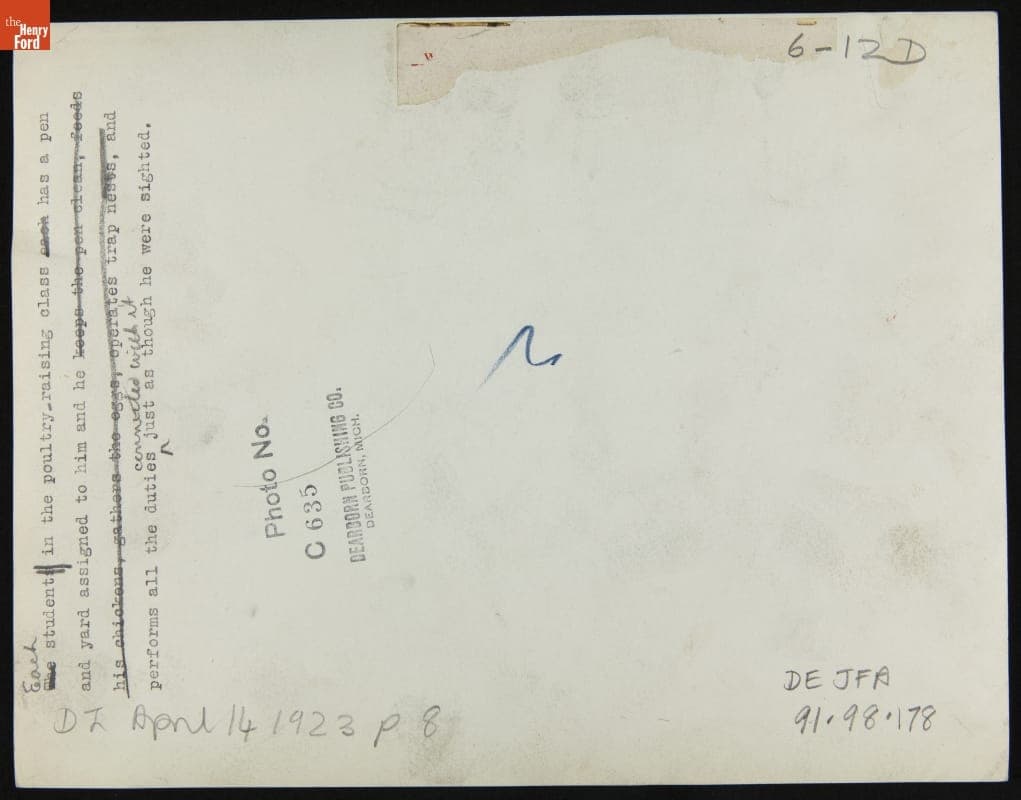 the
Henry
Ford
6-12 D
Each
The students in the poultry-raising class each has a pen
and yard assigned to him and he keeps the pen clean, feeds
his chickens, gathers the eggs, operates trap nests, and
connected with it
performs all the duties just as though he were sighted.
Photo No.
C 635
DEARBORN PUBLISHING CO.
DEARBORN, MICH.
DI April 14 1923 p 8
DE JFA
91.98.178